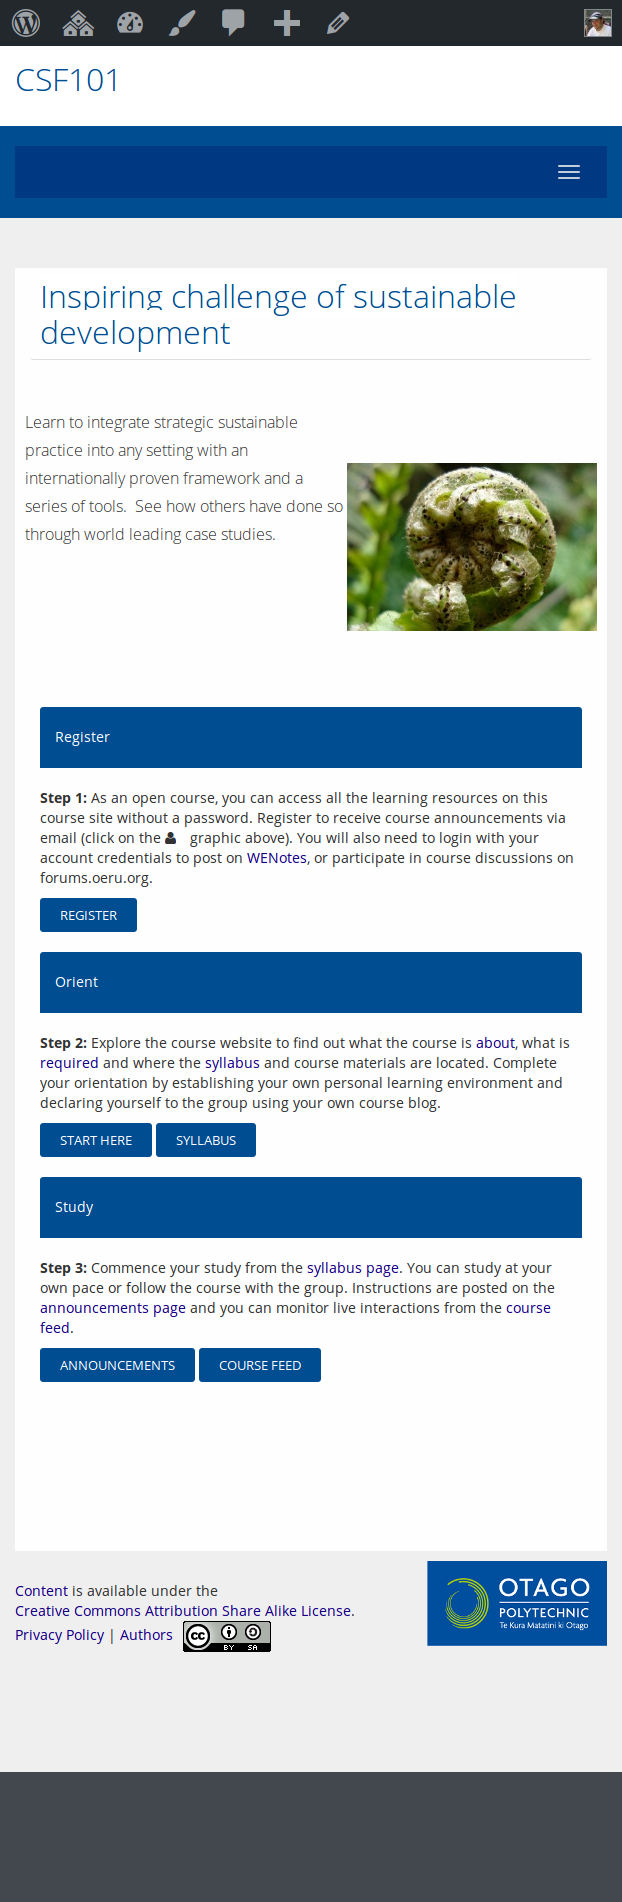 CSF101
Inspiring challenge of sustainable
development
Learn to integrate strategic sustainable
practice into any setting with an
internationally proven framework and a
series of tools.  See how others have done so
through world leading case studies.
Register
Step 1: As an open course, you can access all the learning resources on this
course site without a password. Register to receive course announcements via
email (click on the graphic above). You will also need to login with your
account credentials to post on WENotes, or participate in course discussions on
forums.oeru.org.
REGISTER
Orient
Step 2: Explore the course website to find out what the course is about, what is
required and where the syllabus and course materials are located. Complete
your orientation by establishing your own personal learning environment and
declaring yourself to the group using your own course blog.
START HERE SYLLABUS
Study
Step 3: Commence your study from the syllabus page. You can study at your
own pace or follow the course with the group. Instructions are posted on the
announcements page and you can monitor live interactions from the course
feed.
ANNOUNCEMENTS COURSE FEED
Content is available under the
Creative Commons Attribution Share Alike License.
Privacy Policy | Authors
cc BY SA
OTAGO
POLYTECHNIC
Te Kura Matatini ki Otago